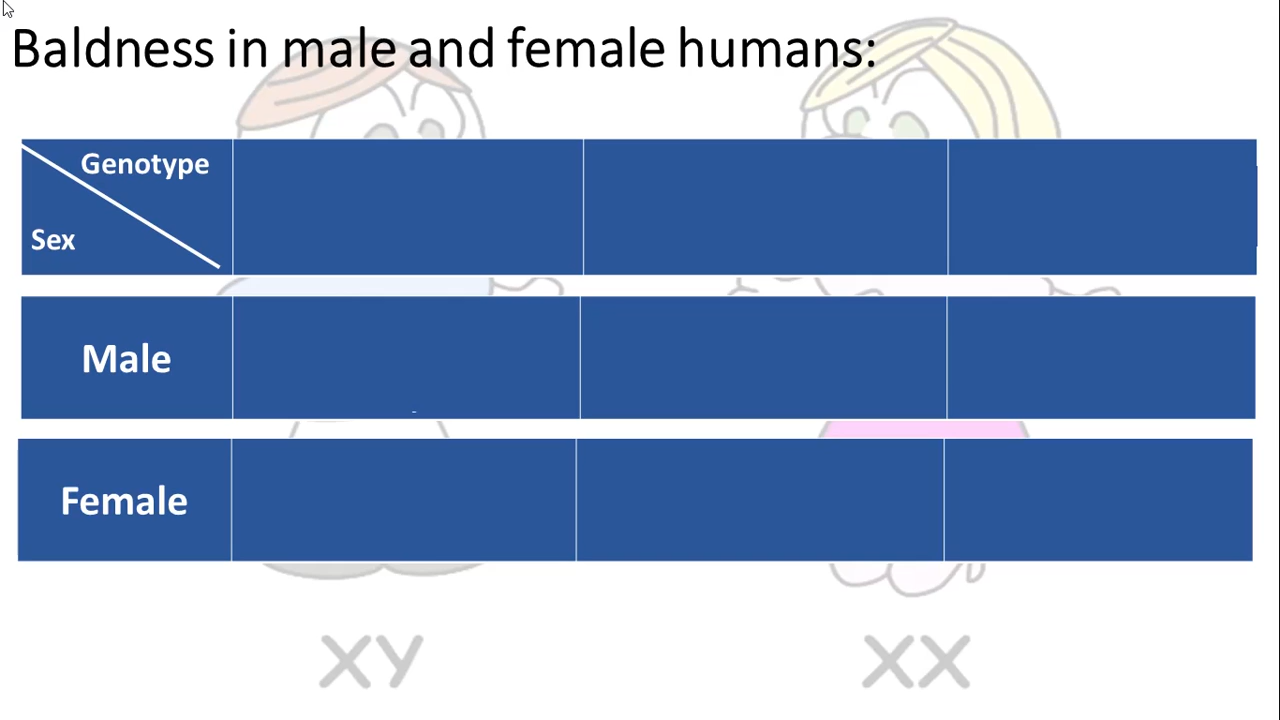 Baldness in male and female humans:
Genotype
Sex
Male
Female
XY
XX